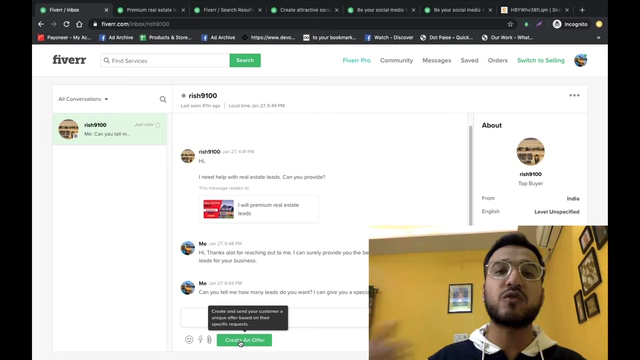 Fiverr / Inbox
Premium real estate l
Fiverr / Search Result
Create attractive soci
Be your social media
Be your social media
Incognito
fiverr.com/inbox/rish9100
Payoneer - My Ac...
Ad Archive
Products & Store...
Ad Archive
https://www.devo...
to your bookmark...
Watch - Discover
Dot Paise - Growt...
Our Work - What...
fiverr
Find Services
Search
Fiverr Pro
Community
Messages
Saved
Orders
Switch to Selling
All Conversations
rish9100
Last seen 47m ago
Local time Jan 27, 6:49 PM
rish9100
Just now
Me: Can you tell m...
rish9100
Jan 27, 4:41 PM
Hi,
I need help with real estate leads. Can you provide?
This message relates to
I will premium real estate
leads
Me
Jan 27, 6:48 PM
Hi, Thanks alot for reaching out to me. I can surely provide you the be
leads for your business.
Me
Jan 27, 6:49 PM
Can you tell me how many leads do you want? I can give you a special
Create and send your customer
a unique offer based on their
specific requests.
Create An Offer
About
rish9100
Top Buyer
From
India
English
Level Unspecified